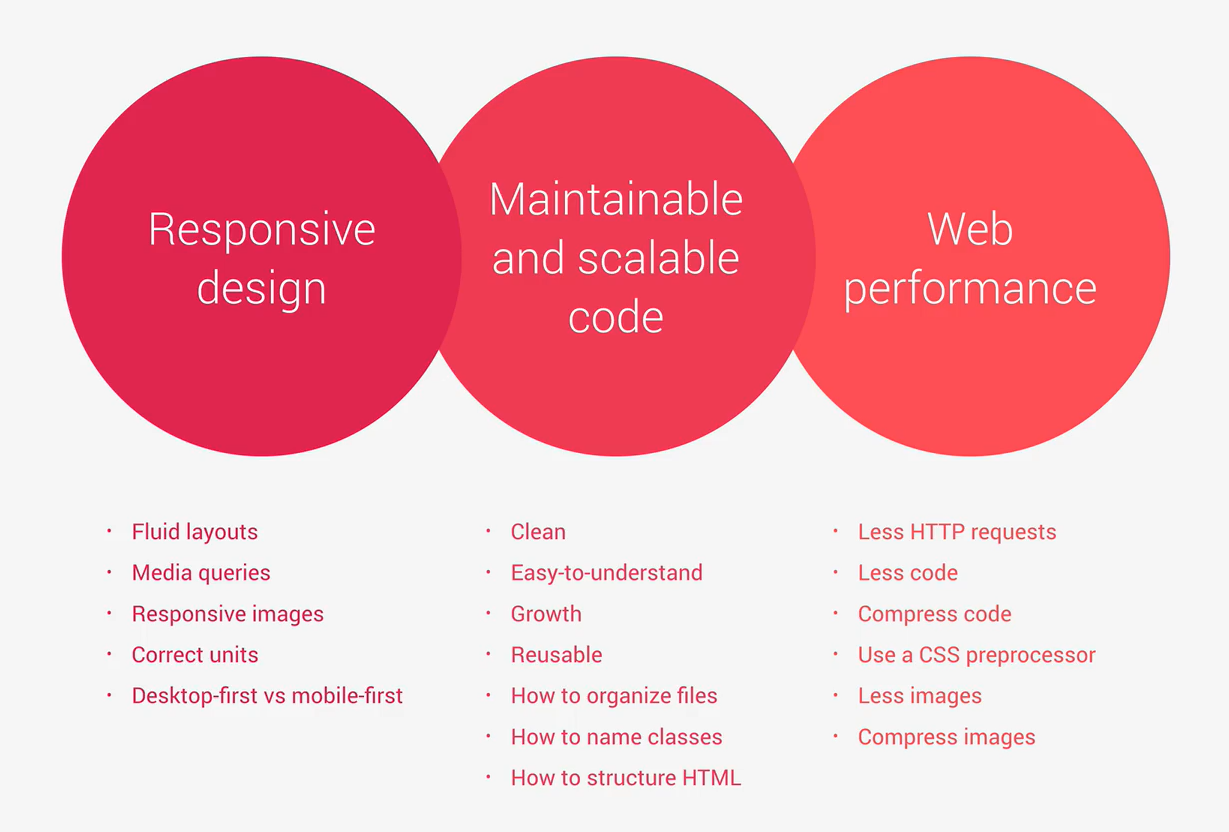 Responsive
design
Maintainable
and scalable
code
Web
performance
· Fluid layouts
· Media queries
· Responsive images
· Correct units
· Desktop-first vs mobile-first
· Clean
· Easy-to-understand
· Growth
· Reusable
· How to organize files
· How to name classes
· How to structure HTML
· Less HTTP requests
· Less code
· Compress code
· Use a CSS preprocessor
· Less images
· Compress images